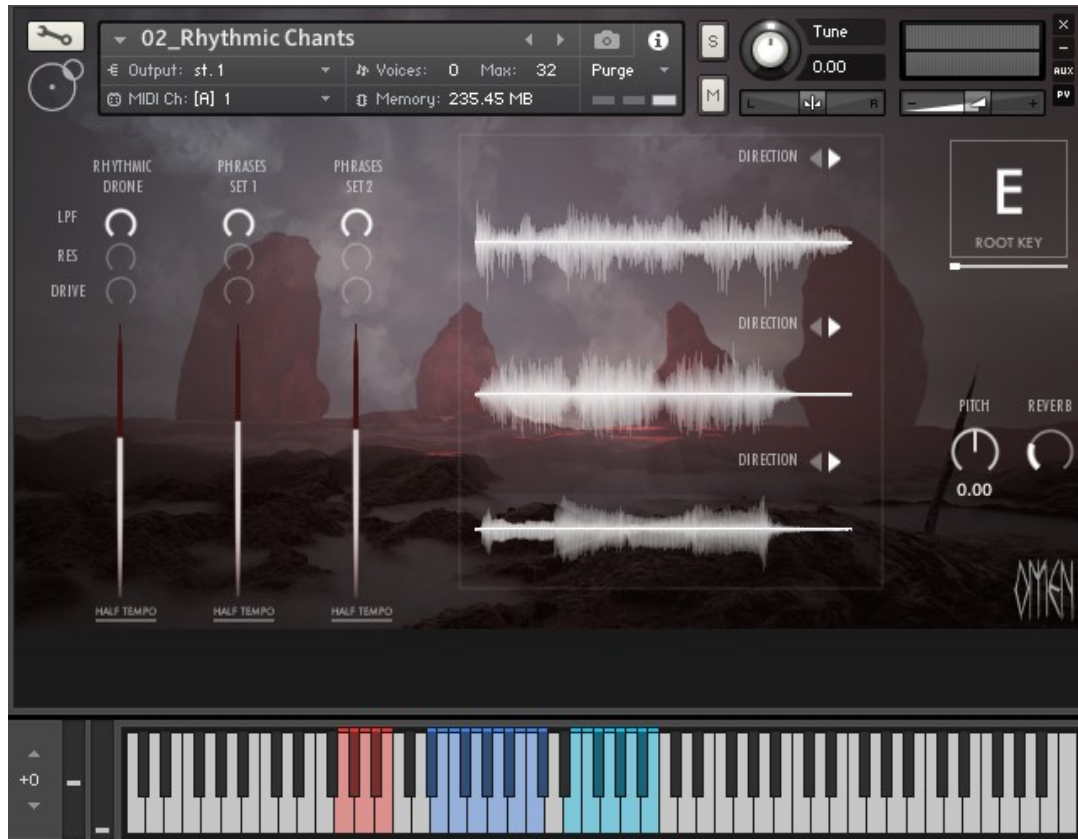 02_Rhythmic Chants
Output: st. 1
Voices: 0 Max: 32
Purge
MIDI Ch: [A] 1
Memory: 235.45 MB
S
M
Tune
0.00
L R
- +
×
–
AUX
PV
RHYTHMIC DRONE
PHRASES SET 1
PHRASES SET 2
LPF
RES
DRIVE
HALF TEMPO
HALF TEMPO
HALF TEMPO
DIRECTION
DIRECTION
DIRECTION
E
ROOT KEY
PITCH
REVERB
0.00
OMEN
+0